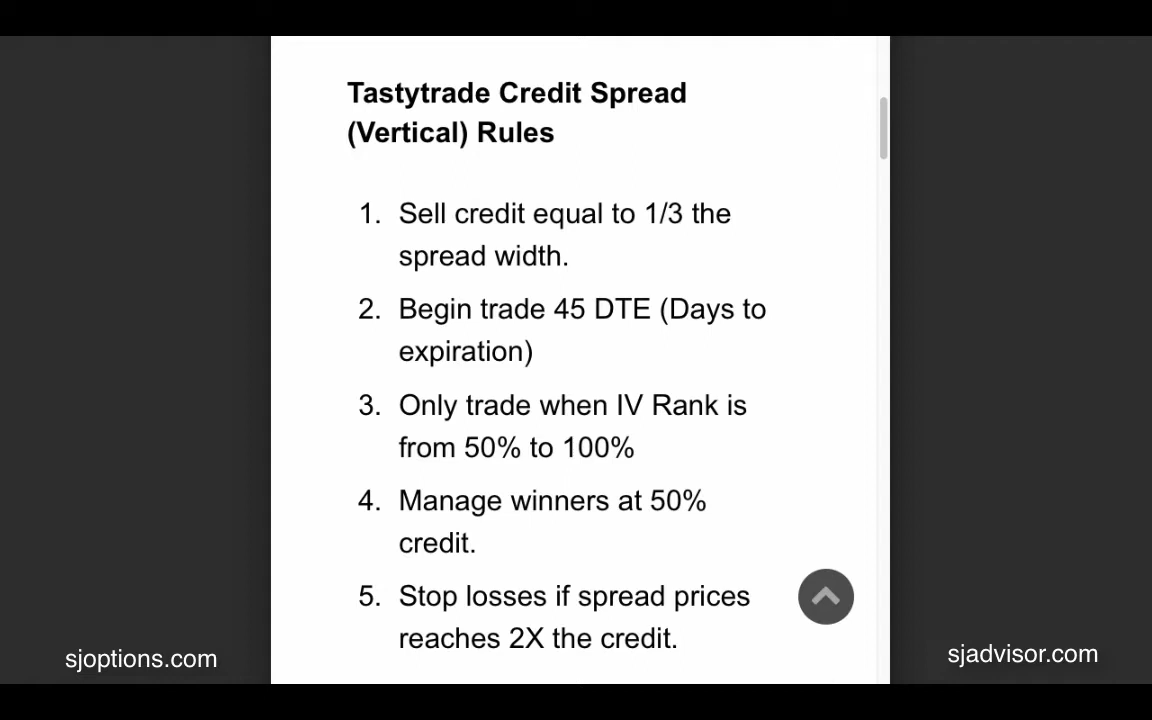 Tastytrade Credit Spread
(Vertical) Rules
1. Sell credit equal to 1/3 the
spread width.
2. Begin trade 45 DTE (Days to
expiration)
3. Only trade when IV Rank is
from 50% to 100%
4. Manage winners at 50%
credit.
5. Stop losses if spread prices
reaches 2X the credit.
sjoptions.com
sjadvisor.com